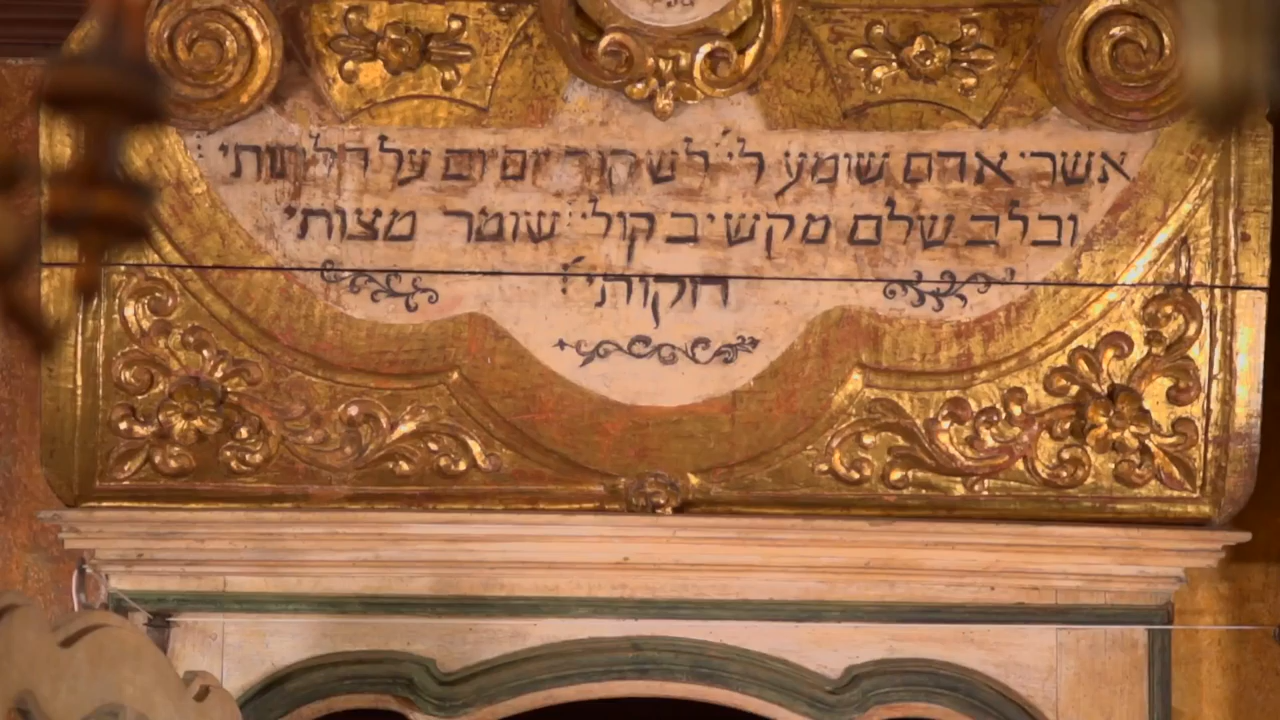 אשרי אדם שומע לי לשקוד יום יום על דלתותי
ובלב שלם מקשיב קולי שומר מצותי
חקותי